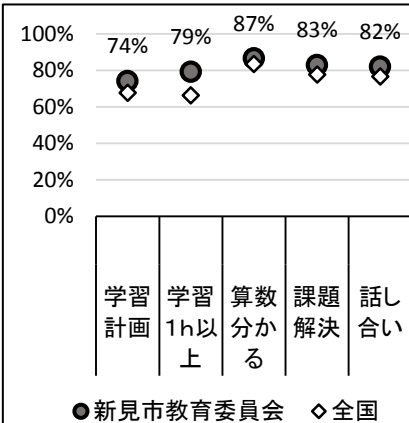 100%
80%
60%
40%
20%
0%
74%
79%
87%
83%
82%
学習
計画
学習
1h以
上
算数
分か
る
課題
解決
話し
合い
新見市教育委員会 全国